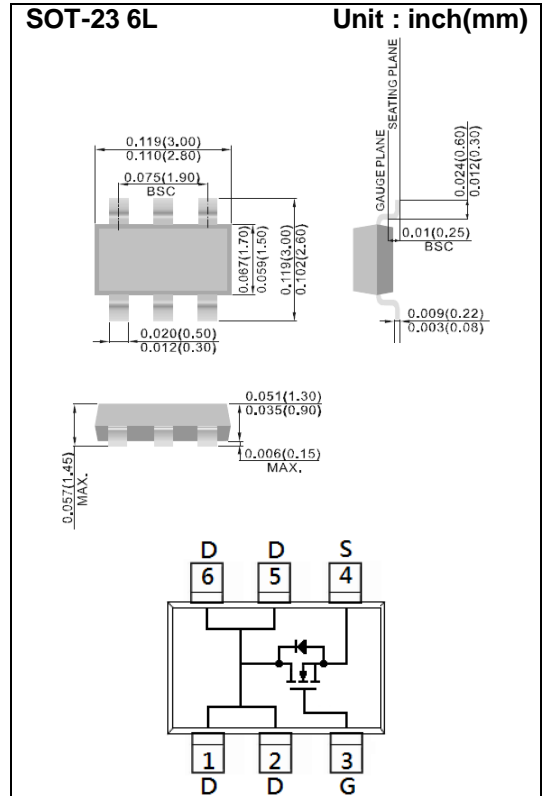 SOT-23 6L
Unit : inch(mm)
SEATING PLANE
GAUGE PLANE
0.119(3.00)
0.110(2.80)
0.075(1.90)
BSC
0.067(1.70)
0.059(1.50)
0.119(3.00)
0.102(2.60)
0.024(0.60)
0.012(0.30)
0.01(0.25)
BSC
0.020(0.50)
0.012(0.30)
0.009(0.22)
0.003(0.08)
0.051(1.30)
0.035(0.90)
0.006(0.15)
MAX.
0.057(1.45)
MAX.
D D S
6 5 4
1 2 3
D D G